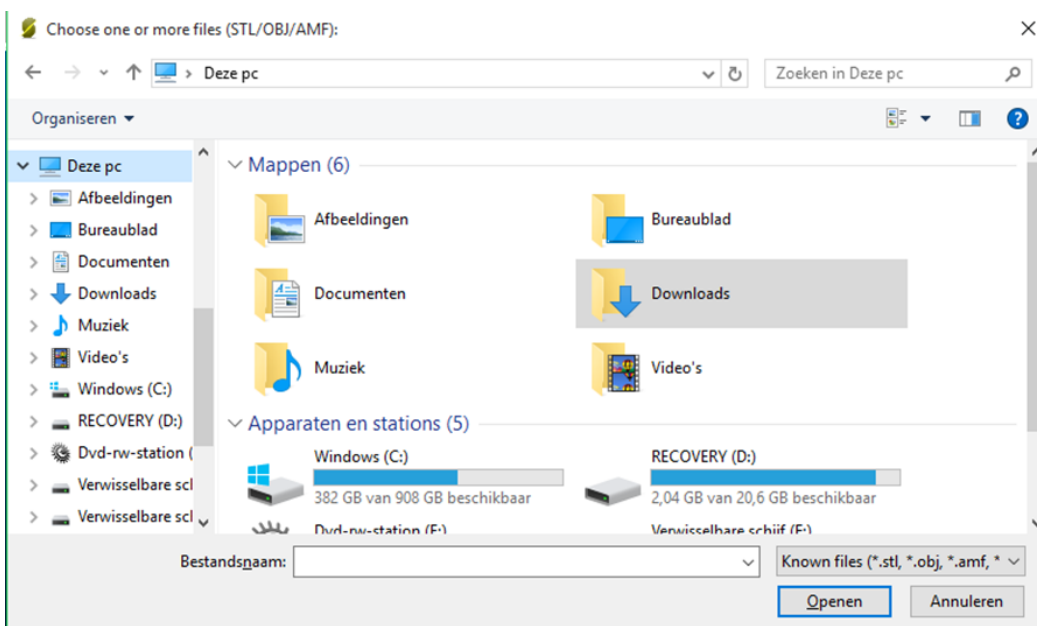 Choose one or more files (STL/OBJ/AMF):
Deze pc
Zoeken in Deze pc
Organiseren
Deze pc
Afbeeldingen
Bureaublad
Documenten
Downloads
Muziek
Video's
Windows (C:)
RECOVERY (D:)
Dvd-rw-station (
Verwisselbare scl
Verwisselbare scl
Mappen (6)
Afbeeldingen
Bureaublad
Documenten
Downloads
Muziek
Video's
Apparaten en stations (5)
Windows (C:)
382 GB van 908 GB beschikbaar
RECOVERY (D:)
2,04 GB van 20,6 GB beschikbaar
Dvd-rw-station (E:)
Verwisselbare schijf (F:)
Bestandsnaam:
Known files (*.stl, *.obj, *.amf, *
Openen
Annuleren